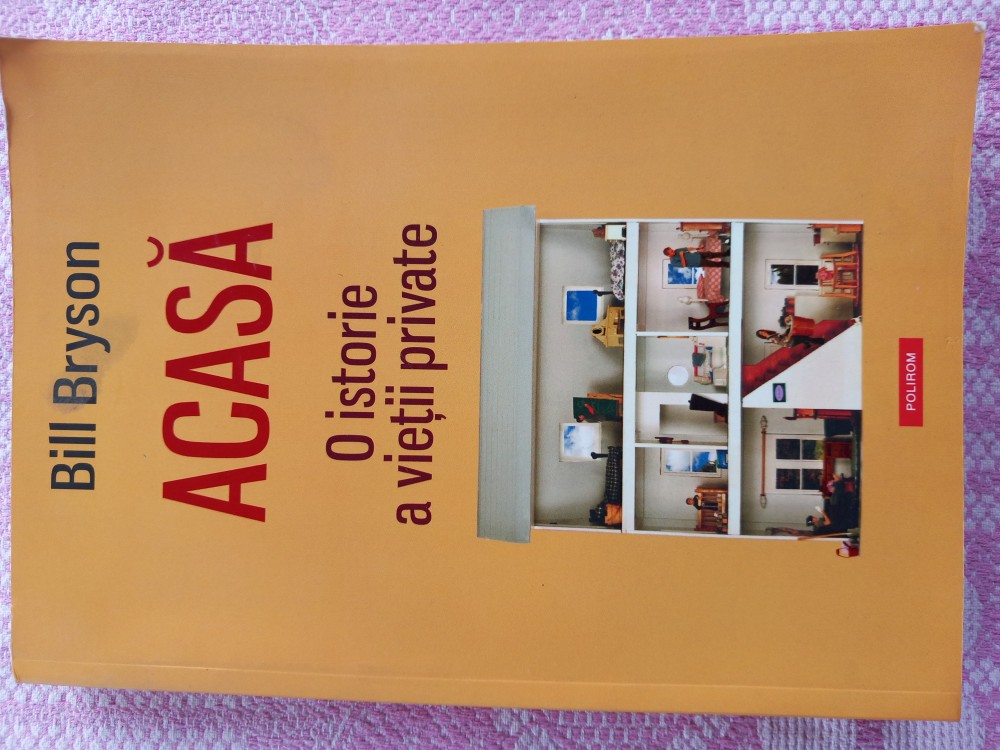 Bill Bryson
ACASĂ
O istorie
a vieții private
POLIROM